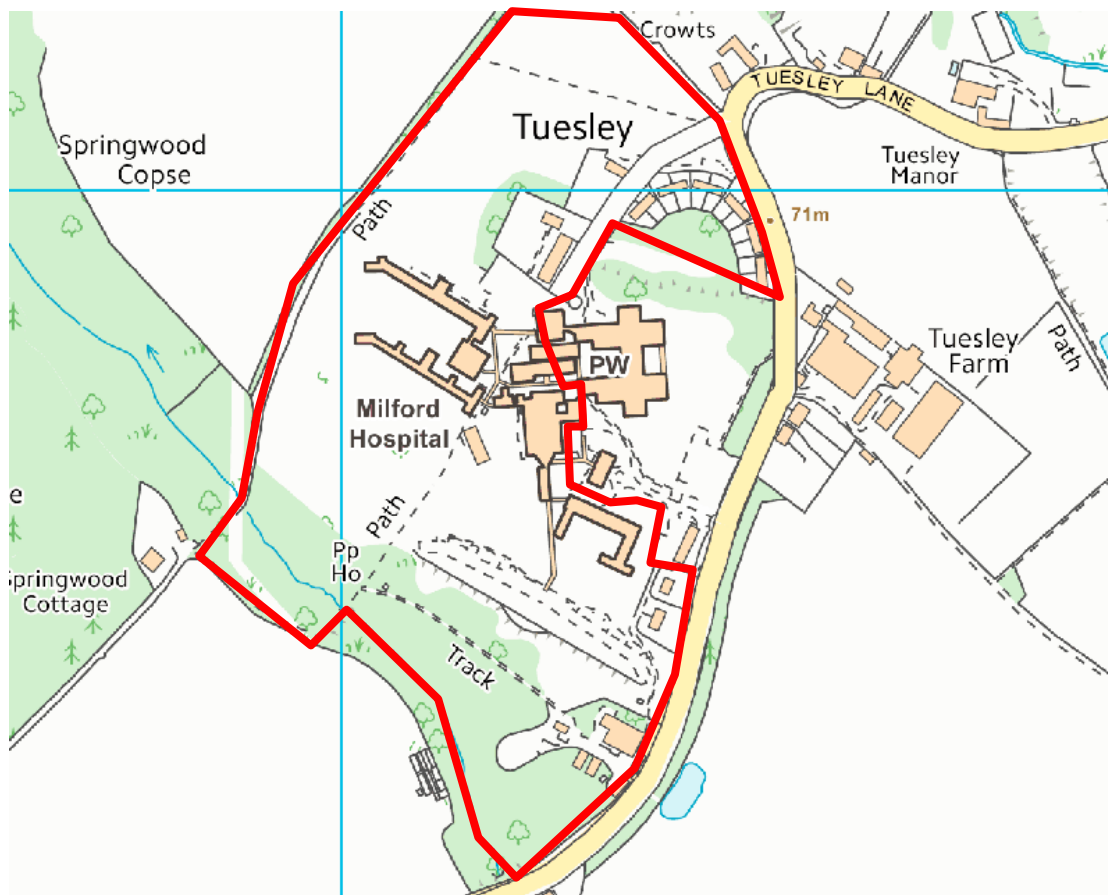 Crowts
TUESLEY LANE
Tuesley
Springwood
Copse
Tuesley
Manor
Path
71m
Tuesley
Farm
Path
PW
Milford
Hospital
e
Path
Pp
Ho
Springwood
Cottage
Track